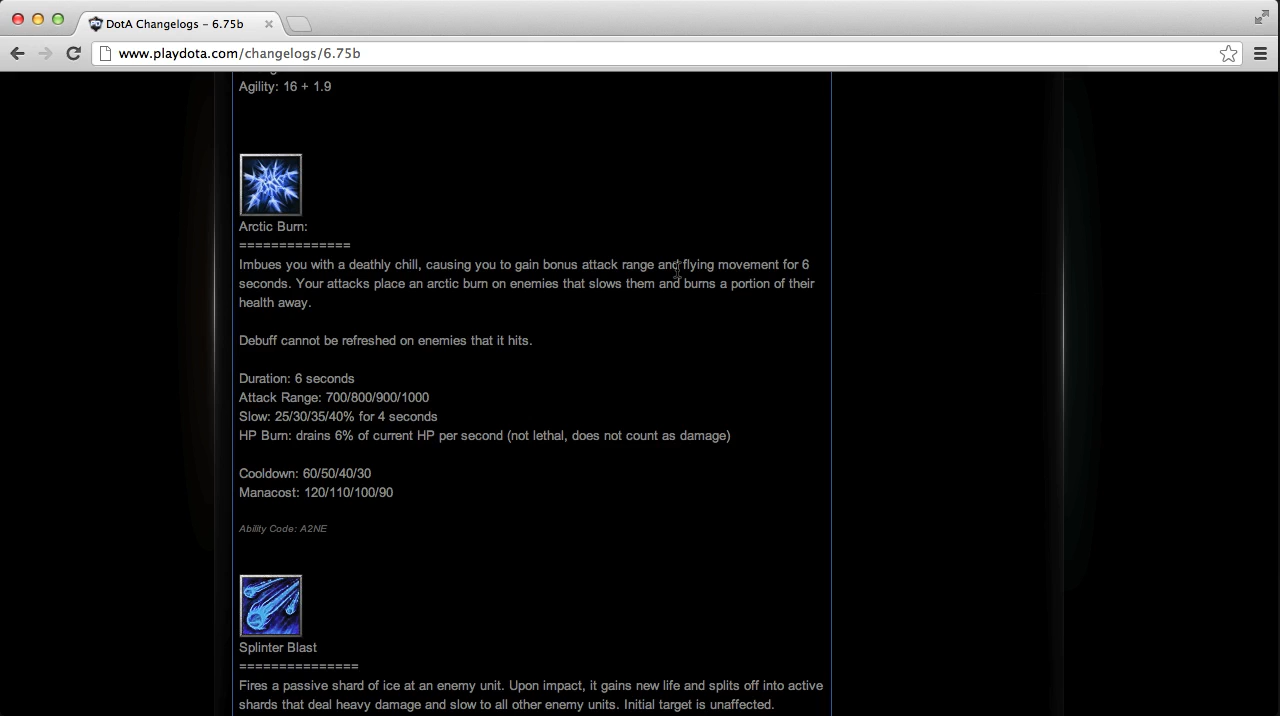 DotA Changelogs – 6.75b
www.playdota.com/changelogs/6.75b
Agility: 16 + 1.9
Arctic Burn:
==============
Imbues you with a deathly chill, causing you to gain bonus attack range and flying movement for 6
seconds. Your attacks place an arctic burn on enemies that slows them and burns a portion of their
health away.
Debuff cannot be refreshed on enemies that it hits.
Duration: 6 seconds
Attack Range: 700/800/900/1000
Slow: 25/30/35/40% for 4 seconds
HP Burn: drains 6% of current HP per second (not lethal, does not count as damage)
Cooldown: 60/50/40/30
Manacost: 120/110/100/90
Ability Code: A2NE
Splinter Blast
===============
Fires a passive shard of ice at an enemy unit. Upon impact, it gains new life and splits off into active
shards that deal heavy damage and slow to all other enemy units. Initial target is unaffected.